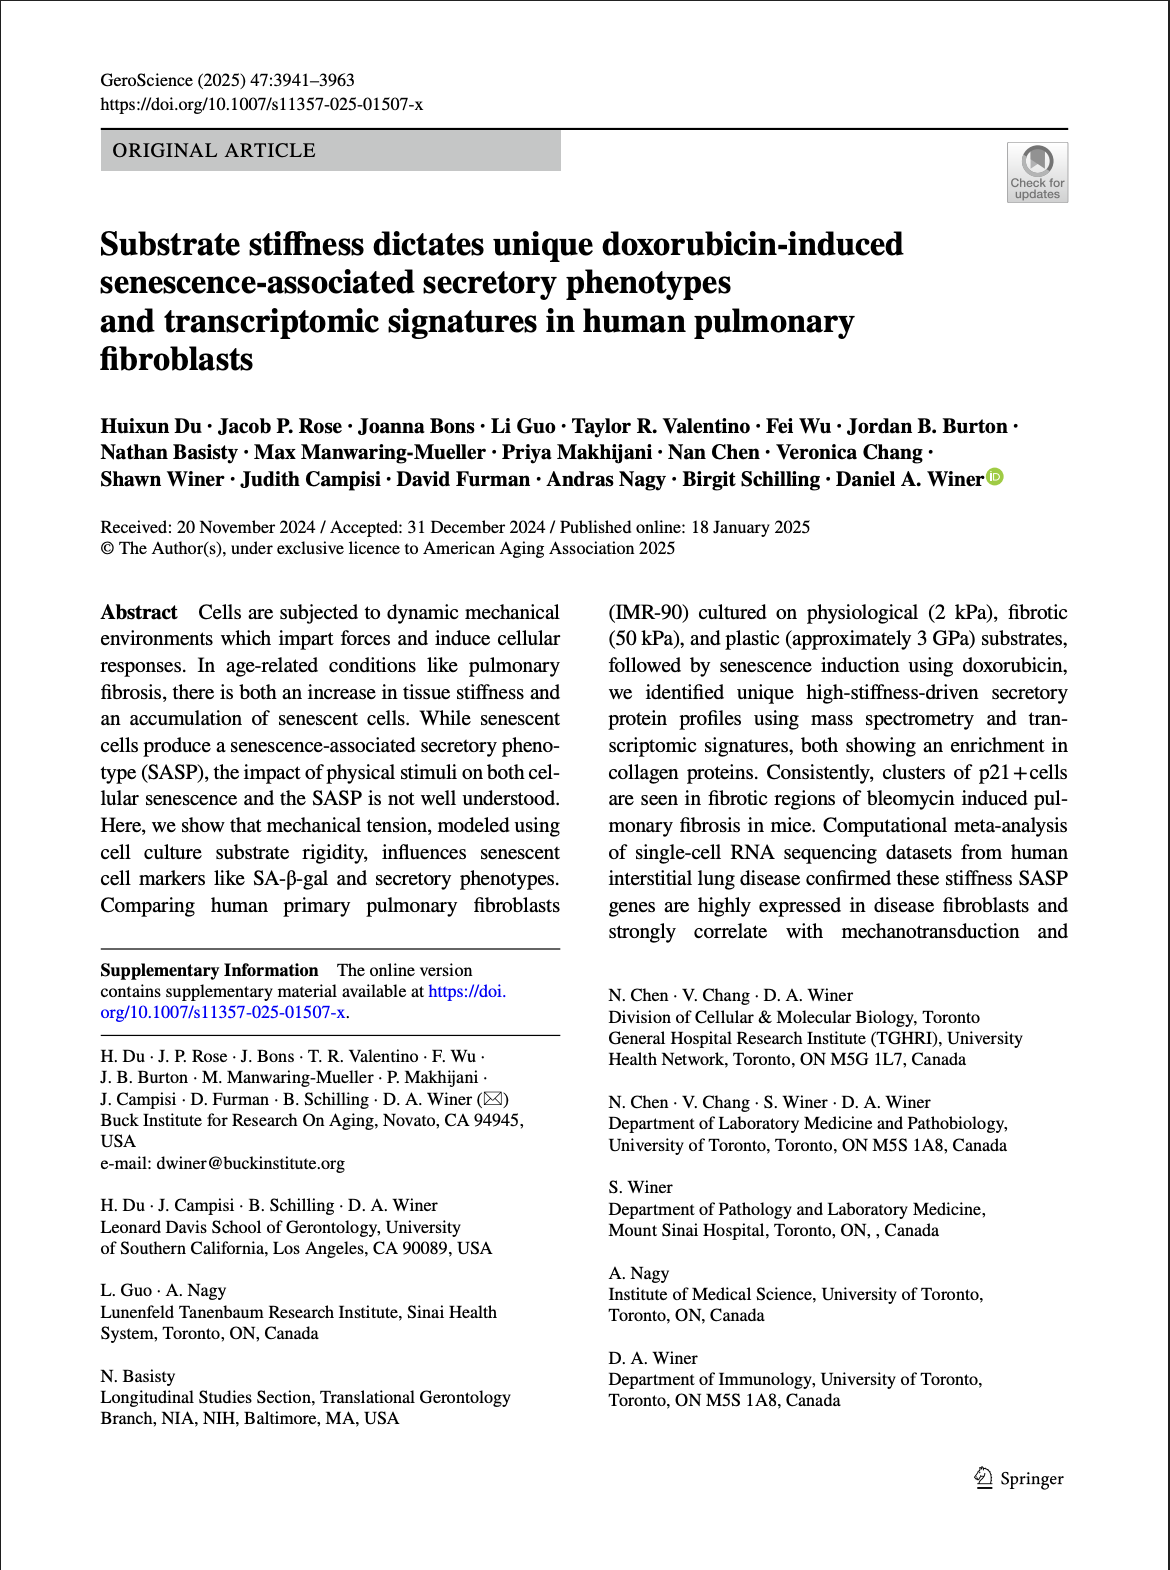 GeroScience (2025) 47:3941–3963
https://doi.org/10.1007/s11357-025-01507-x
ORIGINAL ARTICLE
Check for
updates
Substrate stiffness dictates unique doxorubicin-induced
senescence-associated secretory phenotypes
and transcriptomic signatures in human pulmonary
fibroblasts
Huixun Du · Jacob P. Rose · Joanna Bons · Li Guo · Taylor R. Valentino · Fei Wu · Jordan B. Burton ·
Nathan Basisty · Max Manwaring-Mueller · Priya Makhijani · Nan Chen · Veronica Chang ·
Shawn Winer · Judith Campisi · David Furman · Andras Nagy · Birgit Schilling · Daniel A. Winer iD
Received: 20 November 2024 / Accepted: 31 December 2024 / Published online: 18 January 2025
© The Author(s), under exclusive licence to American Aging Association 2025
Abstract Cells are subjected to dynamic mechanical
environments which impart forces and induce cellular
responses. In age-related conditions like pulmonary
fibrosis, there is both an increase in tissue stiffness and
an accumulation of senescent cells. While senescent
cells produce a senescence-associated secretory pheno-
type (SASP), the impact of physical stimuli on both cel-
lular senescence and the SASP is not well understood.
Here, we show that mechanical tension, modeled using
cell culture substrate rigidity, influences senescent
cell markers like SA-β-gal and secretory phenotypes.
Comparing human primary pulmonary fibroblasts
(IMR-90) cultured on physiological (2 kPa), fibrotic
(50 kPa), and plastic (approximately 3 GPa) substrates,
followed by senescence induction using doxorubicin,
we identified unique high-stiffness-driven secretory
protein profiles using mass spectrometry and tran-
scriptomic signatures, both showing an enrichment in
collagen proteins. Consistently, clusters of p21+cells
are seen in fibrotic regions of bleomycin induced pul-
monary fibrosis in mice. Computational meta-analysis
of single-cell RNA sequencing datasets from human
interstitial lung disease confirmed these stiffness SASP
genes are highly expressed in disease fibroblasts and
strongly correlate with mechanotransduction and
Supplementary Information The online version
contains supplementary material available at https://doi.
org/10.1007/s11357-025-01507-x.
H. Du · J. P. Rose · J. Bons · T. R. Valentino · F. Wu ·
J. B. Burton · M. Manwaring-Mueller · P. Makhijani ·
J. Campisi · D. Furman · B. Schilling · D. A. Winer (✉)
Buck Institute for Research On Aging, Novato, CA 94945,
USA
e-mail: dwiner@buckinstitute.org
H. Du · J. Campisi · B. Schilling · D. A. Winer
Leonard Davis School of Gerontology, University
of Southern California, Los Angeles, CA 90089, USA
L. Guo · A. Nagy
Lunenfeld Tanenbaum Research Institute, Sinai Health
System, Toronto, ON, Canada
N. Basisty
Longitudinal Studies Section, Translational Gerontology
Branch, NIA, NIH, Baltimore, MA, USA
N. Chen · V. Chang · D. A. Winer
Division of Cellular & Molecular Biology, Toronto
General Hospital Research Institute (TGHRI), University
Health Network, Toronto, ON M5G 1L7, Canada
N. Chen · V. Chang · S. Winer · D. A. Winer
Department of Laboratory Medicine and Pathobiology,
University of Toronto, Toronto, ON M5S 1A8, Canada
S. Winer
Department of Pathology and Laboratory Medicine,
Mount Sinai Hospital, Toronto, ON, , Canada
A. Nagy
Institute of Medical Science, University of Toronto,
Toronto, ON, Canada
D. A. Winer
Department of Immunology, University of Toronto,
Toronto, ON M5S 1A8, Canada
Springer